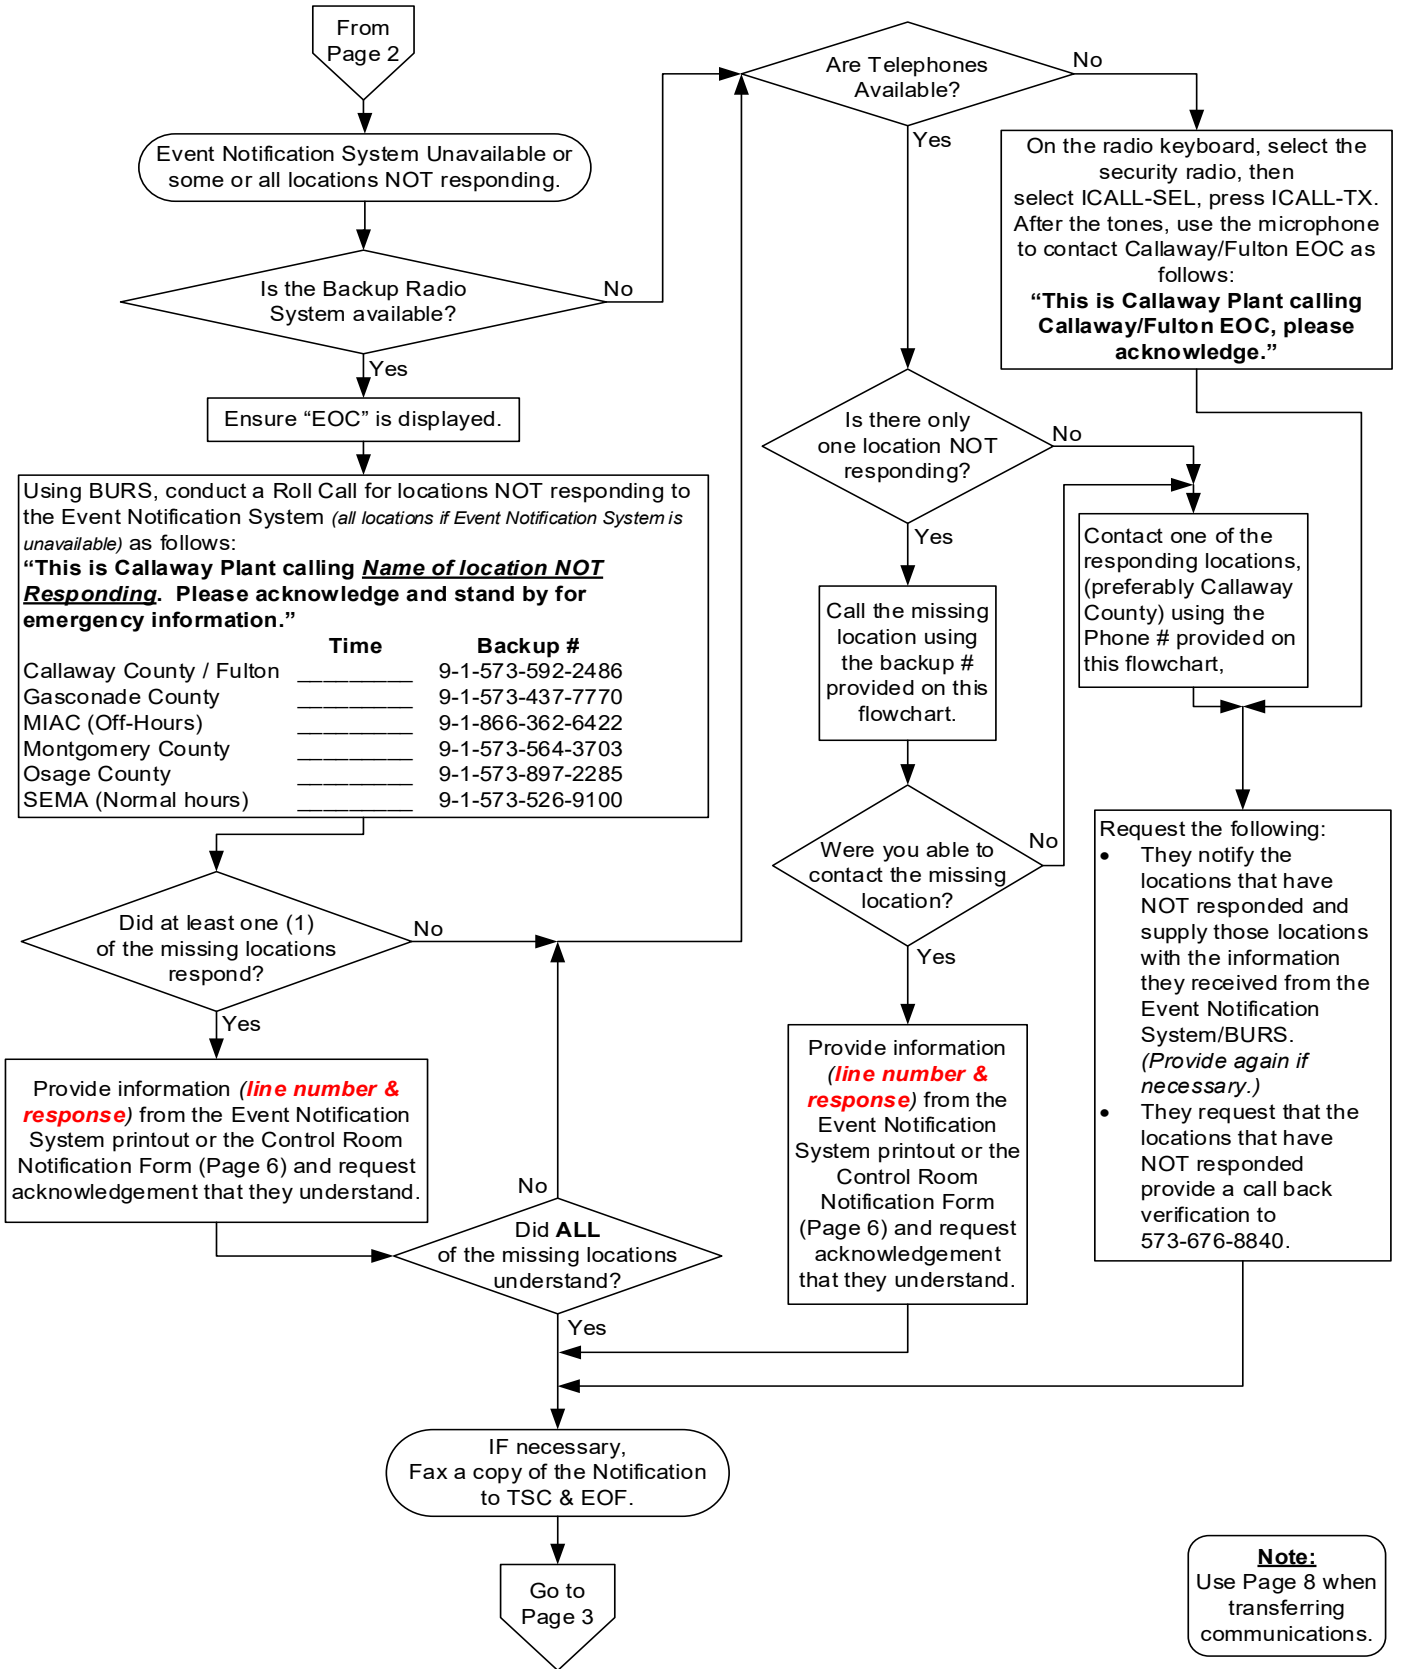 From
Page 2
Event Notification System Unavailable or
some or all locations NOT responding.
Is the Backup Radio
System available?
No
Yes
Ensure “EOC” is displayed.
Using BURS, conduct a Roll Call for locations NOT responding to
the Event Notification System (all locations if Event Notification System is
unavailable) as follows:
“This is Callaway Plant calling Name of location NOT
Responding.  Please acknowledge and stand by for
emergency information.”
Time Backup #
Callaway County / Fulton _________ 9-1-573-592-2486
Gasconade County _________ 9-1-573-437-7770
MIAC (Off-Hours) _________ 9-1-866-362-6422
Montgomery County _________ 9-1-573-564-3703
Osage County _________ 9-1-573-897-2285
SEMA (Normal hours) _________ 9-1-573-526-9100
Did at least one (1)
of the missing locations
respond?
No
Yes
Provide information (line number &
response) from the Event Notification
System printout or the Control Room
Notification Form (Page 6) and request
acknowledgement that they understand.
No
Did ALL
of the missing locations
understand?
Yes
Are Telephones
Available?
No
Yes
On the radio keyboard, select the
security radio, then
select ICALL-SEL, press ICALL-TX.
After the tones, use the microphone
to contact Callaway/Fulton EOC as
follows:
“This is Callaway Plant calling
Callaway/Fulton EOC, please
acknowledge.”
Is there only
one location NOT
responding?
No
Yes
Contact one of the
responding locations,
(preferably Callaway
County) using the
Phone # provided on
this flowchart,
Call the missing
location using
the backup #
provided on this
flowchart.
Were you able to
contact the missing
location?
No
Yes
Provide information
(line number &
response) from the
Event Notification
System printout or the
Control Room
Notification Form
(Page 6) and request
acknowledgement
that they understand.
Request the following:
• They notify the
locations that have
NOT responded and
supply those locations
with the information
they received from the
Event Notification
System/BURS.
(Provide again if
necessary.)
• They request that the
locations that have
NOT responded
provide a call back
verification to
573-676-8840.
IF necessary,
Fax a copy of the Notification
to TSC & EOF.
Go to
Page 3
Note:
Use Page 8 when
transferring
communications.